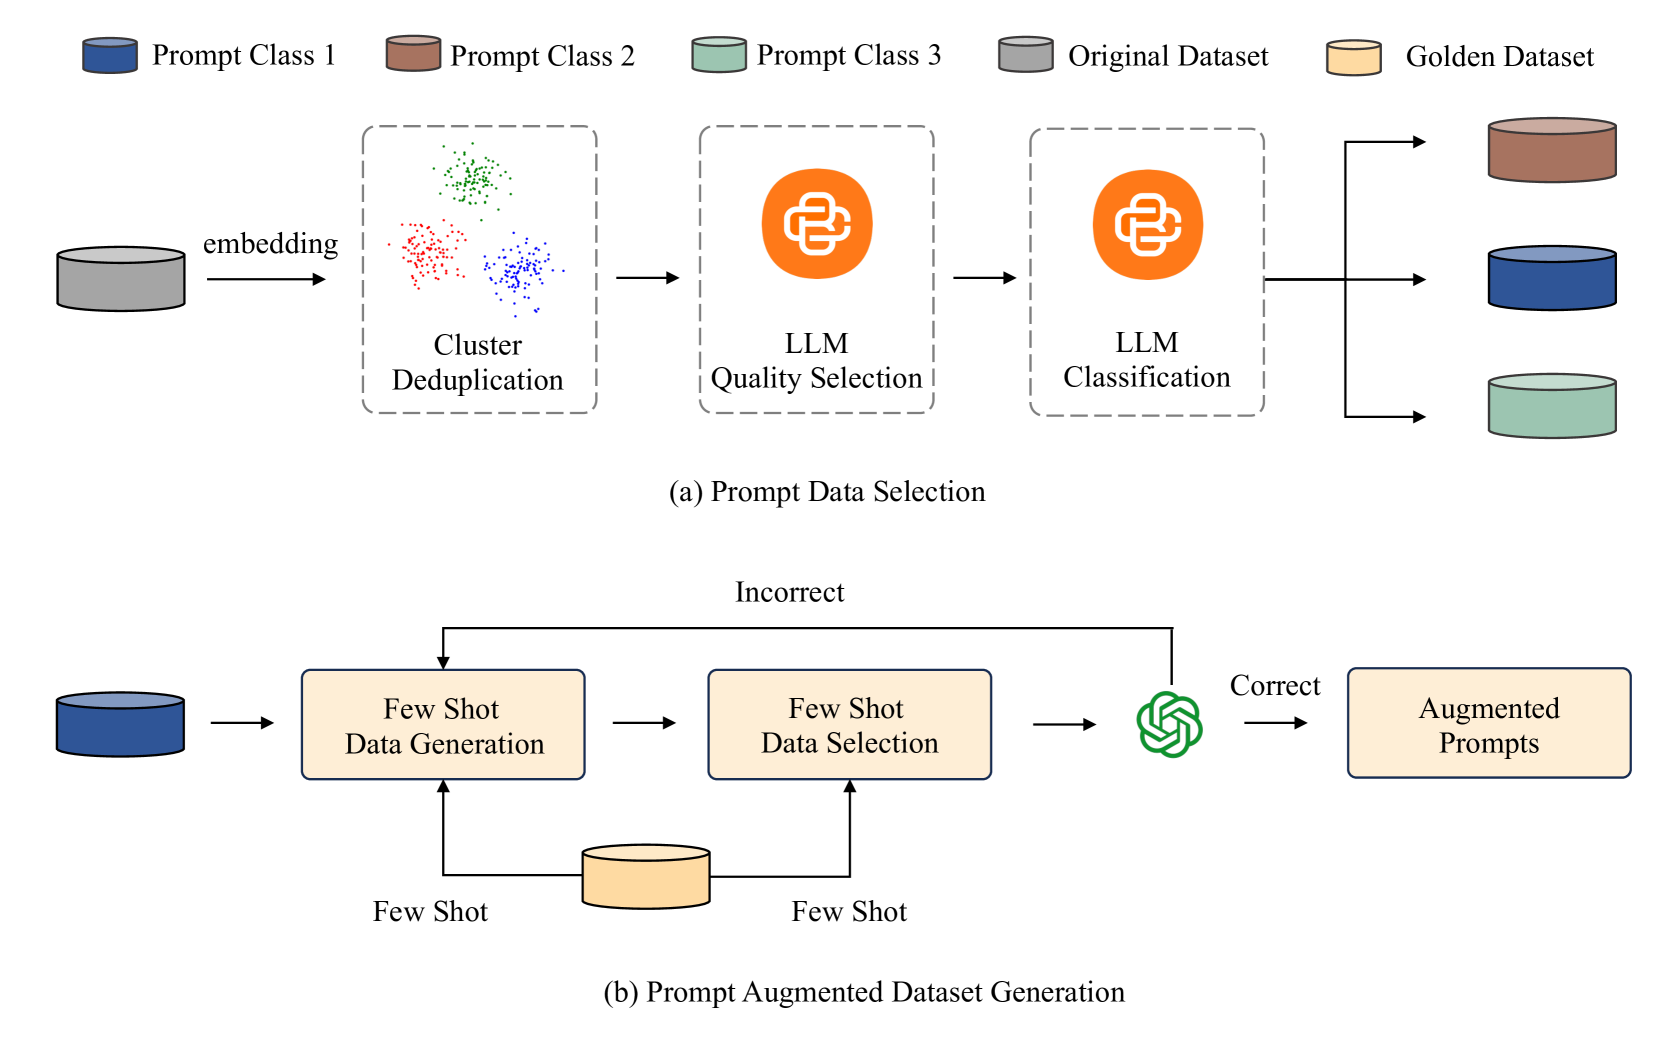 Prompt Class 1
Prompt Class 2
Prompt Class 3
Original Dataset
Golden Dataset
embedding
Cluster
Deduplication
LLM
Quality Selection
LLM
Classification
(a) Prompt Data Selection
Incorrect
Few Shot
Data Generation
Few Shot
Data Selection
Correct
Augmented
Prompts
Few Shot
Few Shot
(b) Prompt Augmented Dataset Generation